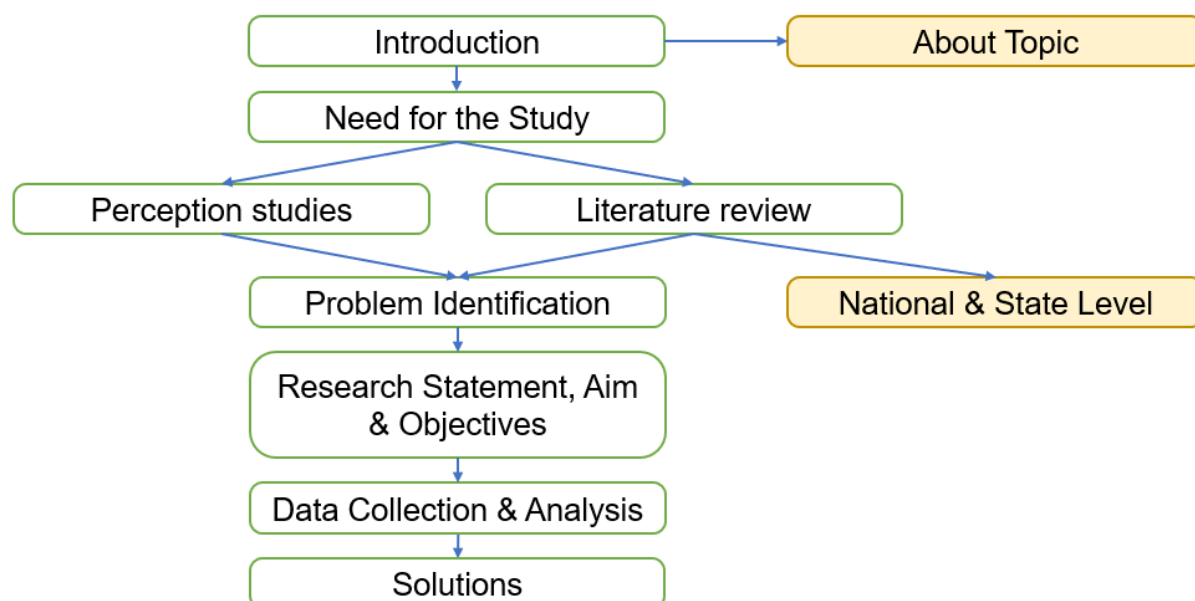 Introduction
About Topic
Need for the Study
Perception studies
Literature review
Problem Identification
National & State Level
Research Statement, Aim
& Objectives
Data Collection & Analysis
Solutions